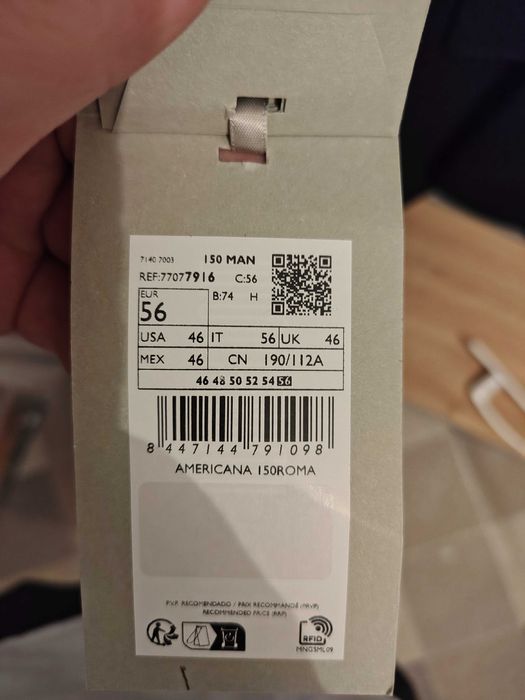 7140 7003 150 MAN
REF:77077916 C:56
EUR B:74 H
56
USA 46 IT 56 UK 46
MEX 46 CN 190/112A
46 48 50 52 54 56
8 447144 791098
AMERICANA 150ROMA
P.V.P. RECOMENDADO / PRIX RECOMMANDÉ (PRVP)
RECOMMENDED PRICE (RRP)
RFID
MNGSML09